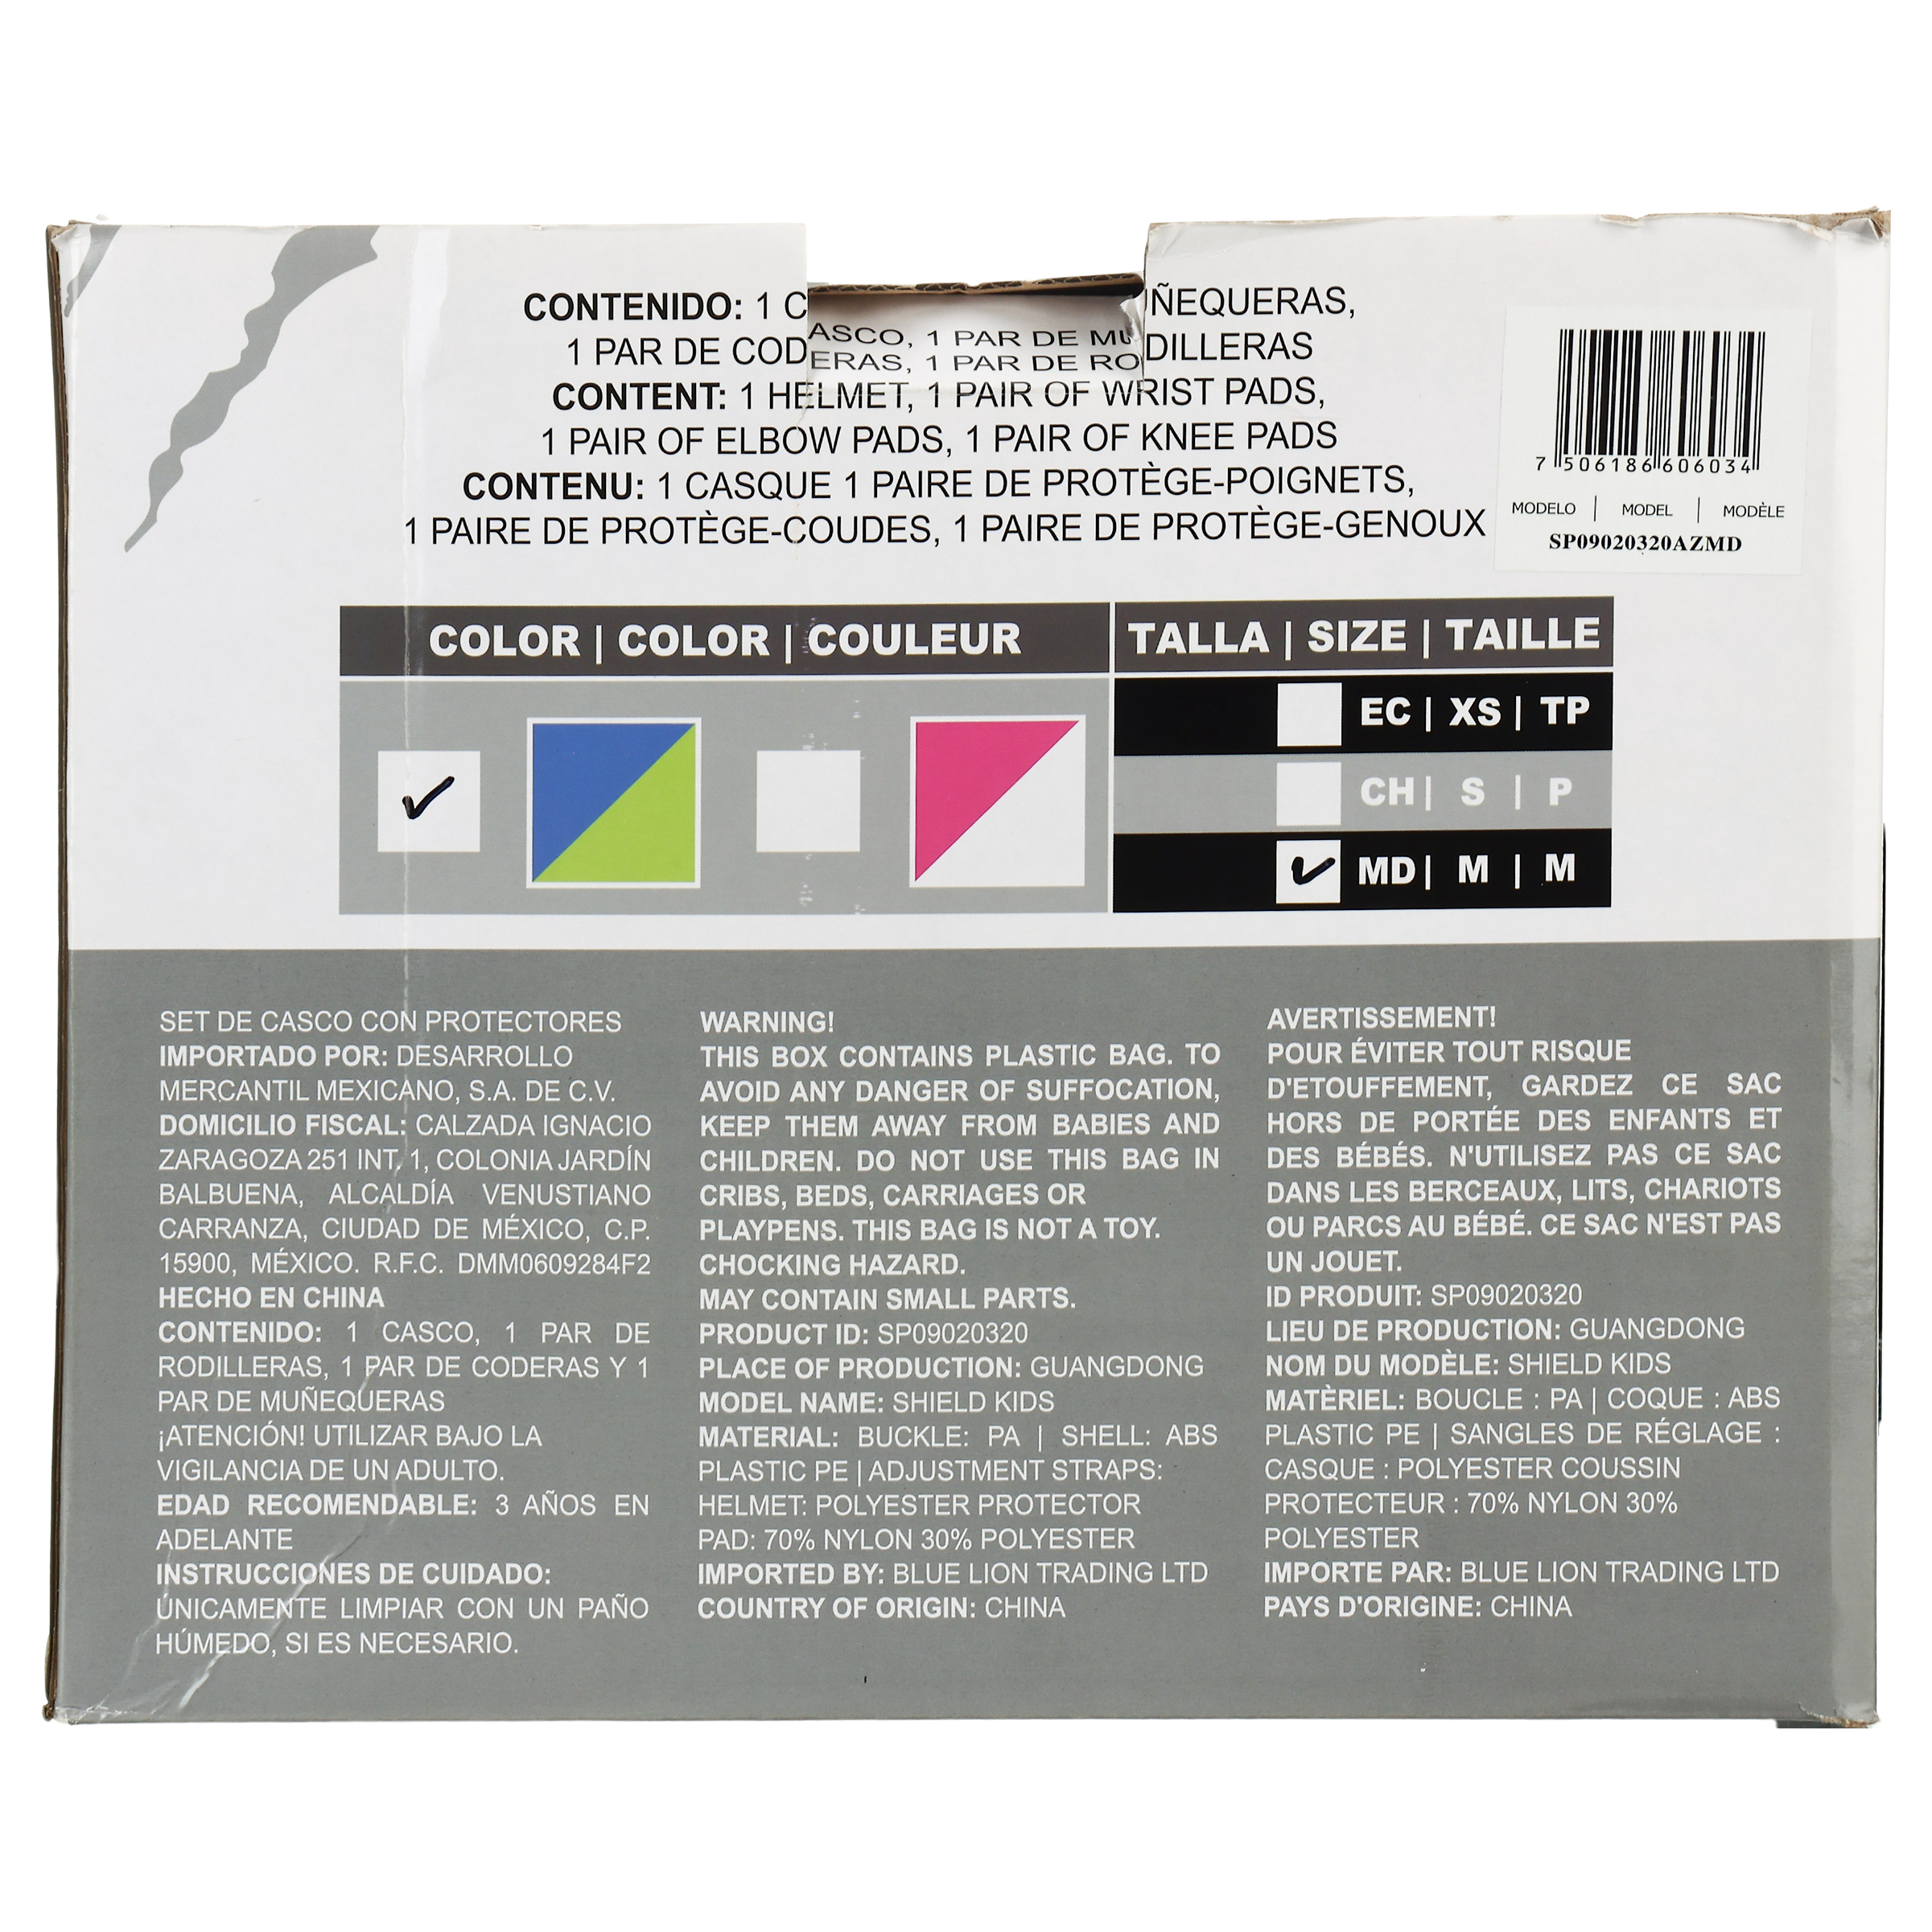 CONTENIDO: 1 CASCO, 1 PAR DE MUÑEQUERAS,
1 PAR DE CODERAS, 1 PAR DE RODILLERAS
CONTENT: 1 HELMET, 1 PAIR OF WRIST PADS,
1 PAIR OF ELBOW PADS, 1 PAIR OF KNEE PADS
CONTENU: 1 CASQUE 1 PAIRE DE PROTÈGE-POIGNETS,
1 PAIRE DE PROTÈGE-COUDES, 1 PAIRE DE PROTÈGE-GENOUX
7 506186 606034
MODELO | MODEL | MODÈLE
SP09020320AZMD
COLOR | COLOR | COULEUR
TALLA | SIZE | TAILLE
EC | XS | TP
CH | S | P
MD | M | M
SET DE CASCO CON PROTECTORES
IMPORTADO POR: DESARROLLO
MERCANTIL MEXICANO, S.A. DE C.V.
DOMICILIO FISCAL: CALZADA IGNACIO
ZARAGOZA 251 INT. 1, COLONIA JARDÍN
BALBUENA, ALCALDÍA VENUSTIANO
CARRANZA, CIUDAD DE MÉXICO, C.P.
15900, MÉXICO. R.F.C. DMM0609284F2
HECHO EN CHINA
CONTENIDO: 1 CASCO, 1 PAR DE
RODILLERAS, 1 PAR DE CODERAS Y 1
PAR DE MUÑEQUERAS
¡ATENCIÓN! UTILIZAR BAJO LA
VIGILANCIA DE UN ADULTO.
EDAD RECOMENDABLE: 3 AÑOS EN
ADELANTE
INSTRUCCIONES DE CUIDADO:
ÚNICAMENTE LIMPIAR CON UN PAÑO
HÚMEDO, SI ES NECESARIO.
WARNING!
THIS BOX CONTAINS PLASTIC BAG. TO
AVOID ANY DANGER OF SUFFOCATION,
KEEP THEM AWAY FROM BABIES AND
CHILDREN. DO NOT USE THIS BAG IN
CRIBS, BEDS, CARRIAGES OR
PLAYPENS. THIS BAG IS NOT A TOY.
CHOCKING HAZARD.
MAY CONTAIN SMALL PARTS.
PRODUCT ID: SP09020320
PLACE OF PRODUCTION: GUANGDONG
MODEL NAME: SHIELD KIDS
MATERIAL: BUCKLE: PA | SHELL: ABS
PLASTIC PE | ADJUSTMENT STRAPS:
HELMET: POLYESTER PROTECTOR
PAD: 70% NYLON 30% POLYESTER
IMPORTED BY: BLUE LION TRADING LTD
COUNTRY OF ORIGIN: CHINA
AVERTISSEMENT!
POUR ÉVITER TOUT RISQUE
D'ETOUFFEMENT, GARDEZ CE SAC
HORS DE PORTÉE DES ENFANTS ET
DES BÉBÉS. N'UTILISEZ PAS CE SAC
DANS LES BERCEAUX, LITS, CHARIOTS
OU PARCS AU BÉBÉ. CE SAC N'EST PAS
UN JOUET.
ID PRODUIT: SP09020320
LIEU DE PRODUCTION: GUANGDONG
NOM DU MODÈLE: SHIELD KIDS
MATÈRIEL: BOUCLE : PA | COQUE : ABS
PLASTIC PE | SANGLES DE RÉGLAGE :
CASQUE : POLYESTER COUSSIN
PROTECTEUR : 70% NYLON 30%
POLYESTER
IMPORTE PAR: BLUE LION TRADING LTD
PAYS D'ORIGINE: CHINA